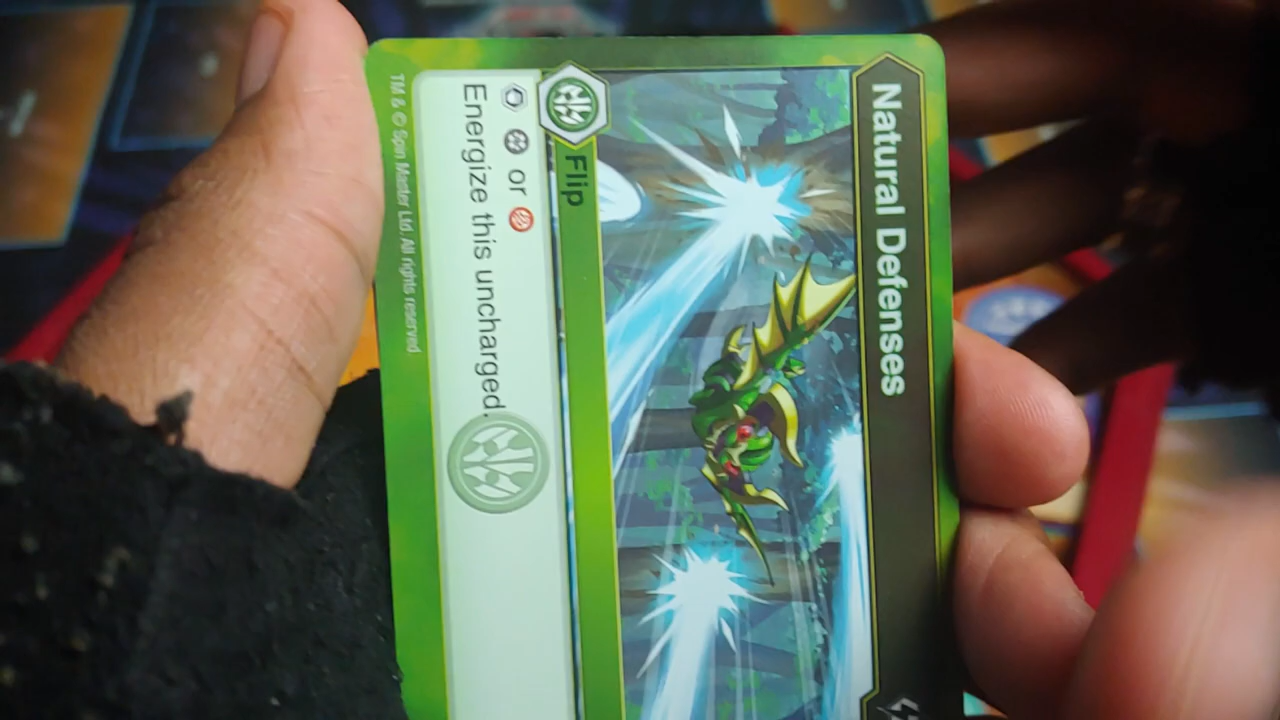 Natural Defenses
Flip
or
Energize this uncharged.
TM & © Spin Master Ltd. All rights reserved